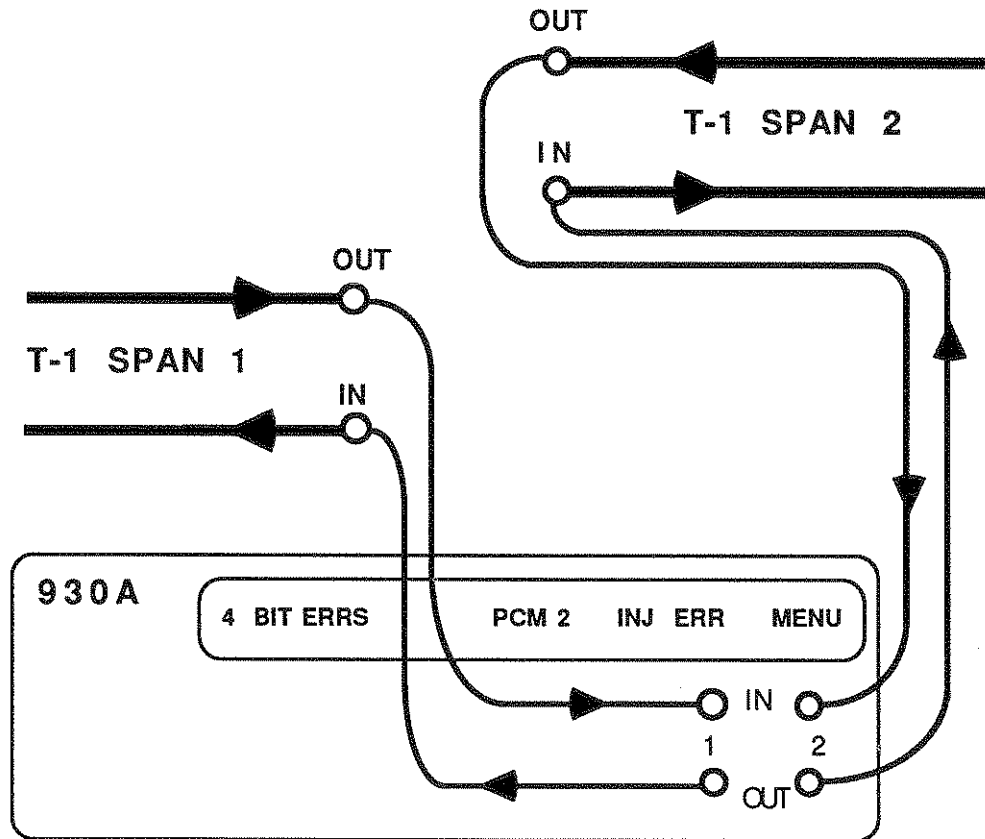 OUT
T-1 SPAN 2
IN
OUT
T-1 SPAN 1
IN
930A
4 BIT ERRS PCM 2 INJ ERR MENU
IN
1 2
OUT